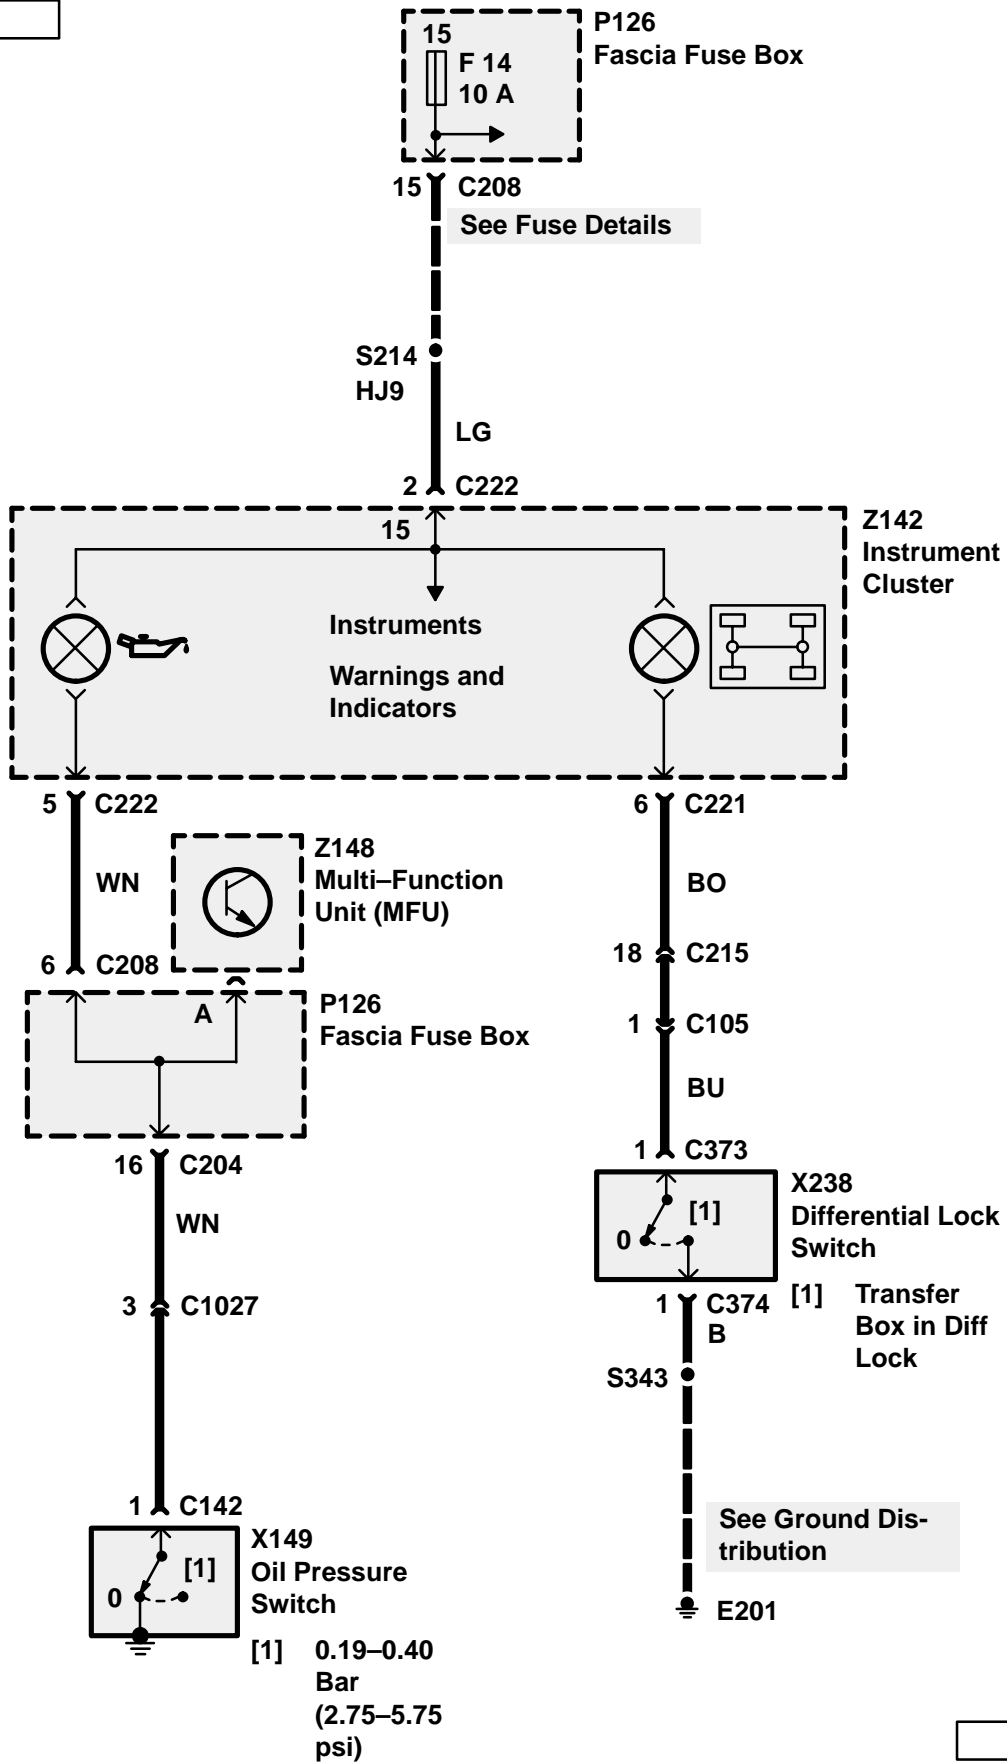 P126
Fascia Fuse Box
15
F 14
10 A
15 C208
See Fuse Details
S214
HJ9
LG
2 C222
Z142
Instrument
Cluster
15
Instruments
Warnings and
Indicators
5 C222
6 C221
WN
Z148
Multi–Function
Unit (MFU)
BO
6 C208
18 C215
A
P126
Fascia Fuse Box
1 C105
BU
16 C204
1 C373
WN
X238
Differential Lock
Switch
[1]
0
3 C1027
1 C374
B
[1] Transfer
Box in Diff
Lock
S343
1 C142
X149
Oil Pressure
Switch
[1]
0
[1] 0.19–0.40
Bar
(2.75–5.75
psi)
See Ground Dis-
tribution
E201